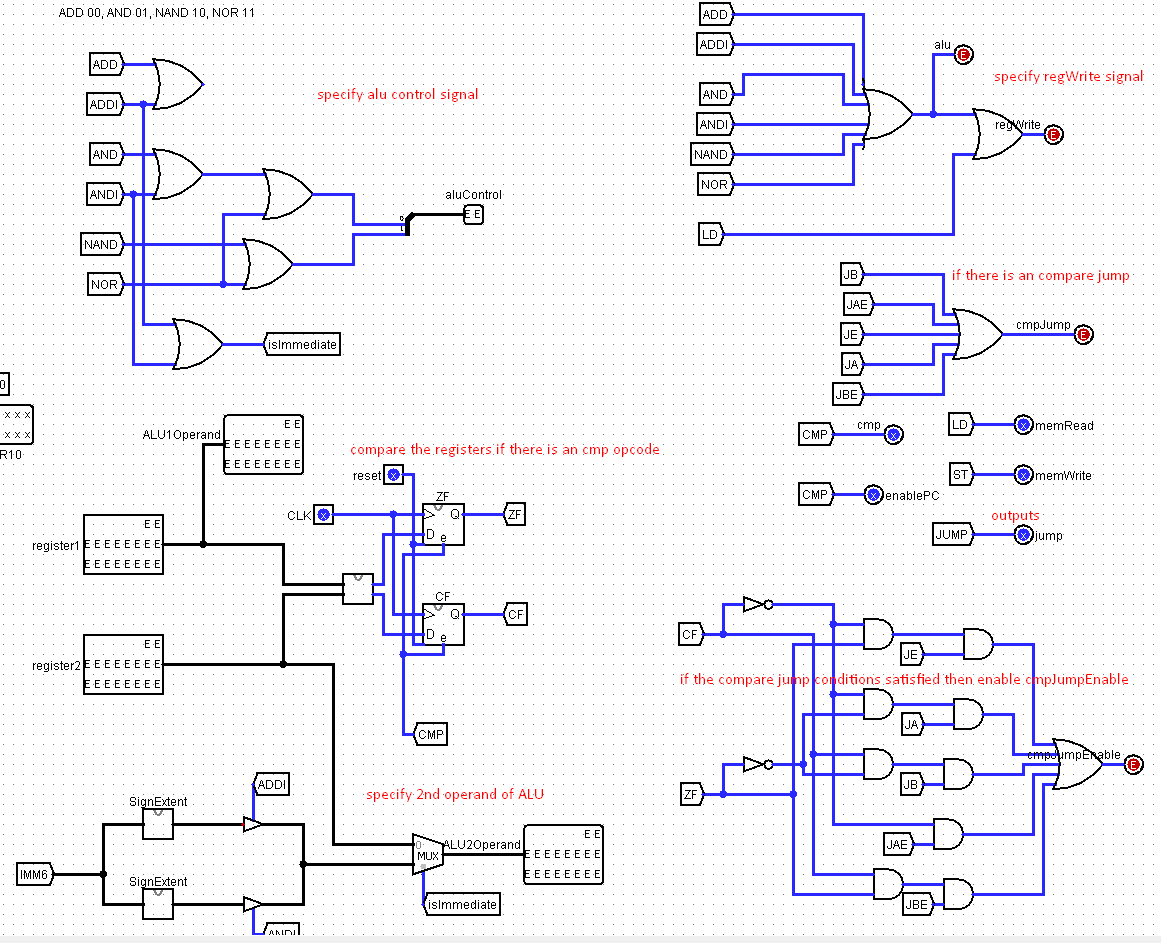 ADD 00, AND 01, NAND 10, NOR 11
ADD
ADDI
specify alu control signal
AND
ANDI
NAND
NOR
aluControl
E E
isImmediate
ADD
ADDI
AND
ANDI
NAND
NOR
LD
alu
E
specify regWrite signal
regWrite
E
JB
JAE
JE
JA
JBE
if there is an compare jump
cmpJump
E
CMP
cmp
x
LD
x
memRead
CMP
x
enablePC
ST
x
memWrite
outputs
JUMP
x
jump
0
x x x
x x x
R10
ALU1Operand
E E
E E E E E E E E
E E E E E E E E
compare the registers if there is an cmp opcode
reset
x
CLK
x
ZF
Q
D
e
ZF
register1
E E
E E E E E E E E
E E E E E E E E
CF
Q
D
e
CF
register2
E E
E E E E E E E E
E E E E E E E E
CMP
CF
JE
if the compare jump conditions satisfied then enable cmpJumpEnable
JA
cmpJumpEnable
E
JB
ZF
JAE
JBE
SignExtent
ADDI
specify 2nd operand of ALU
IMM6
SignExtent
ANDI
0
MUX
ALU2Operand
E E
E E E E E E E E
E E E E E E E E
isImmediate